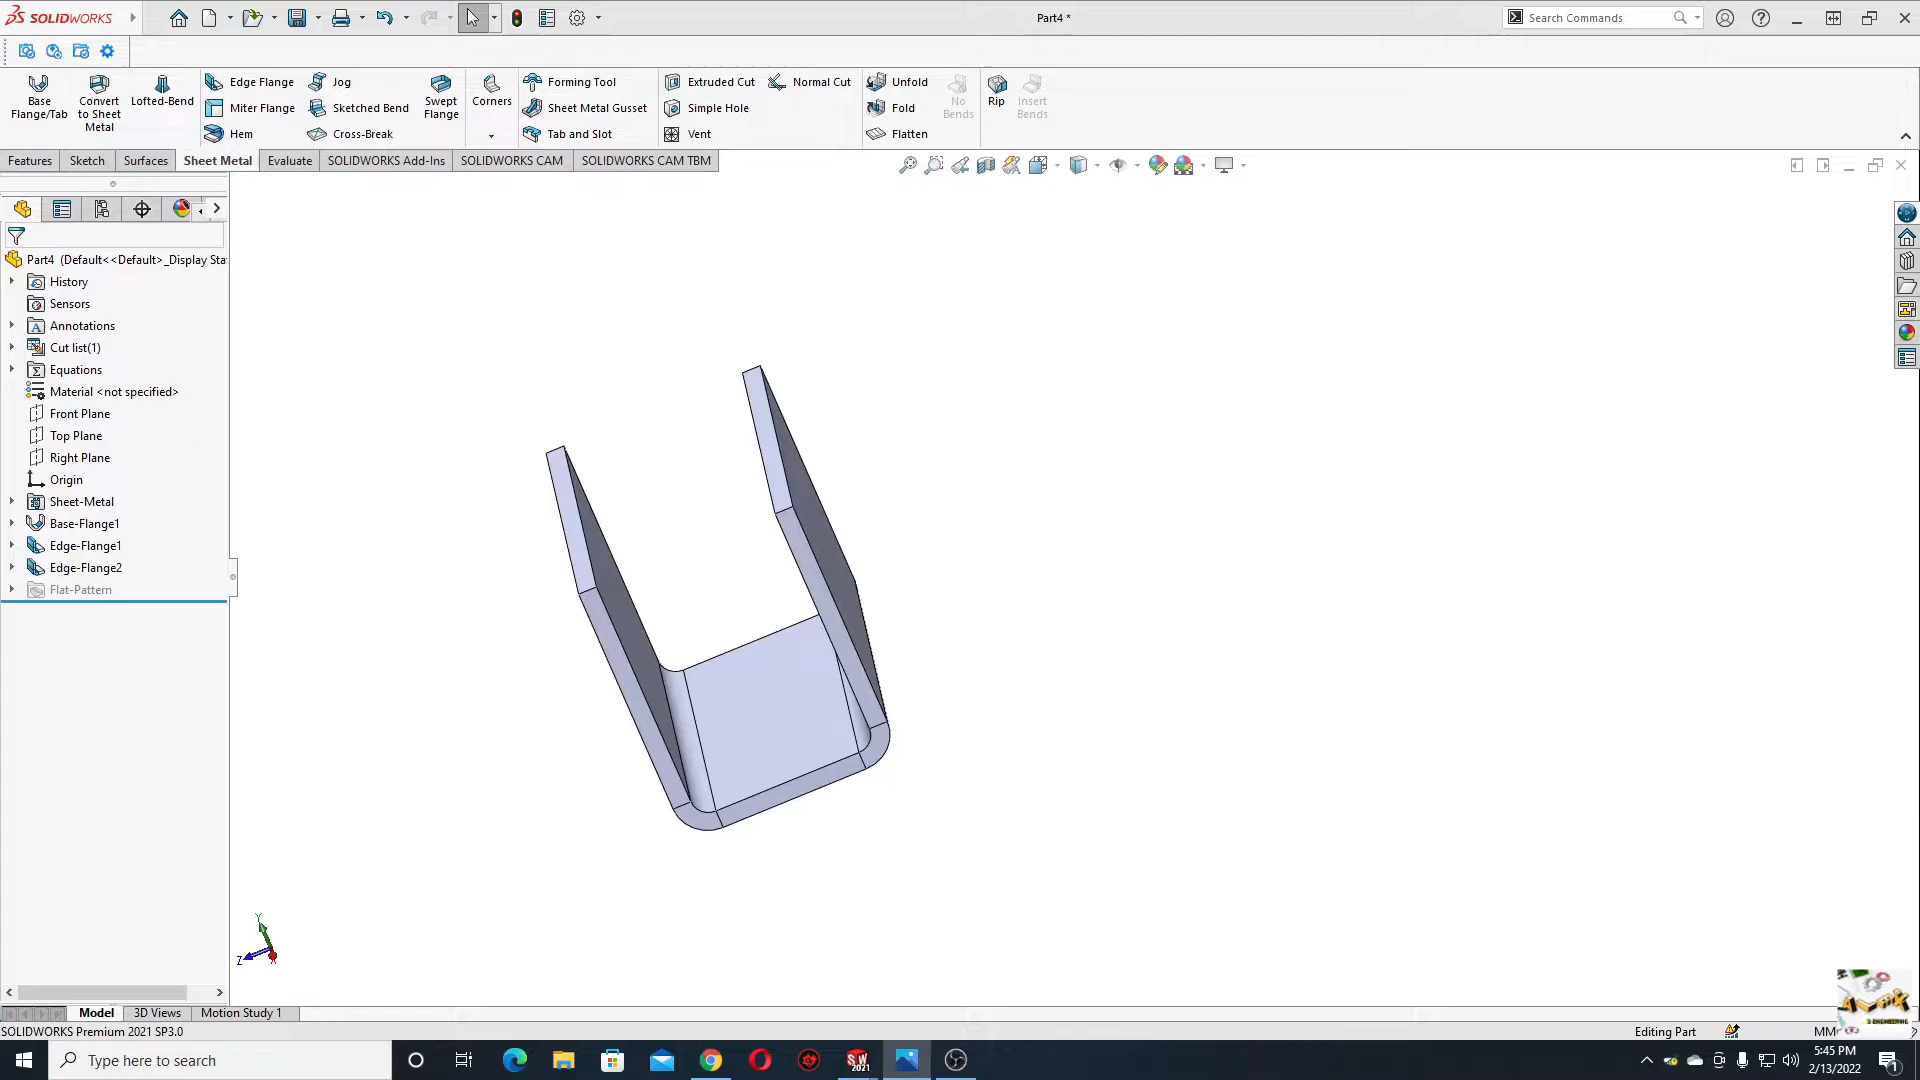 SOLIDWORKS
Part4 *
Search Commands
Base Flange/Tab
Convert to Sheet Metal
Lofted-Bend
Edge Flange
Miter Flange
Hem
Jog
Sketched Bend
Cross-Break
Swept Flange
Corners
Forming Tool
Sheet Metal Gusset
Tab and Slot
Extruded Cut
Simple Hole
Vent
Normal Cut
Unfold
Fold
Flatten
No Bends
Rip
Insert Bends
Features
Sketch
Surfaces
Sheet Metal
Evaluate
SOLIDWORKS Add-Ins
SOLIDWORKS CAM
SOLIDWORKS CAM TBM
Part4 (Default<<Default>_Display Sta
History
Sensors
Annotations
Cut list(1)
Equations
Material <not specified>
Front Plane
Top Plane
Right Plane
Origin
Sheet-Metal
Base-Flange1
Edge-Flange1
Edge-Flange2
Flat-Pattern
Y
Z
X
Model
3D Views
Motion Study 1
SOLIDWORKS Premium 2021 SP3.0
Editing Part
Type here to search
SW
2021
5:45 PM
2/13/2022
1